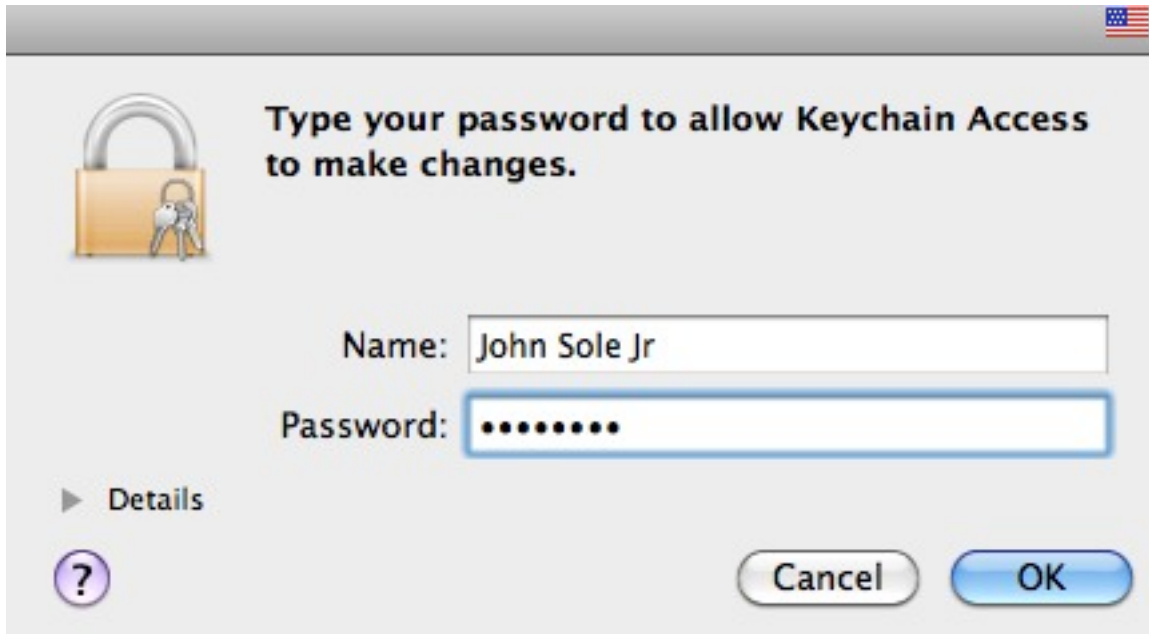 Type your password to allow Keychain Access
to make changes.
Name: John Sole Jr
Password: ••••••••
Details
? Cancel OK